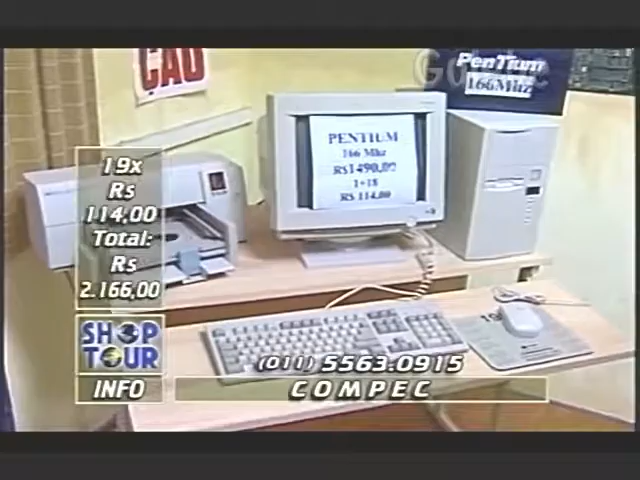 ÇÃO
PenTium
166Mhz
PENTIUM
166 Mhz
R$1490,00
1+18
R$ 114,00
19x
Rs
114,00
Total:
Rs
2.166,00
SHOP
TOUR
INFO
(011) 5563.0915
COMPEC